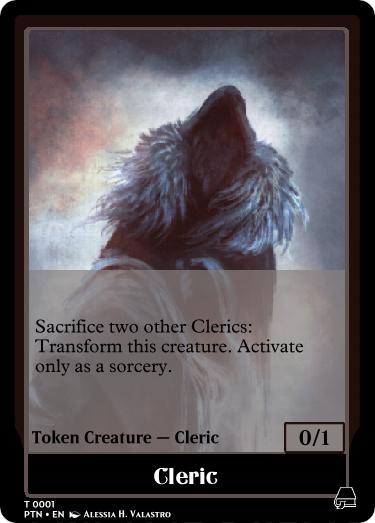 Sacrifice two other Clerics:
Transform this creature. Activate
only as a sorcery.
Token Creature — Cleric
0/1
Cleric
T 0001
PTN • EN Alessia H. Valastro